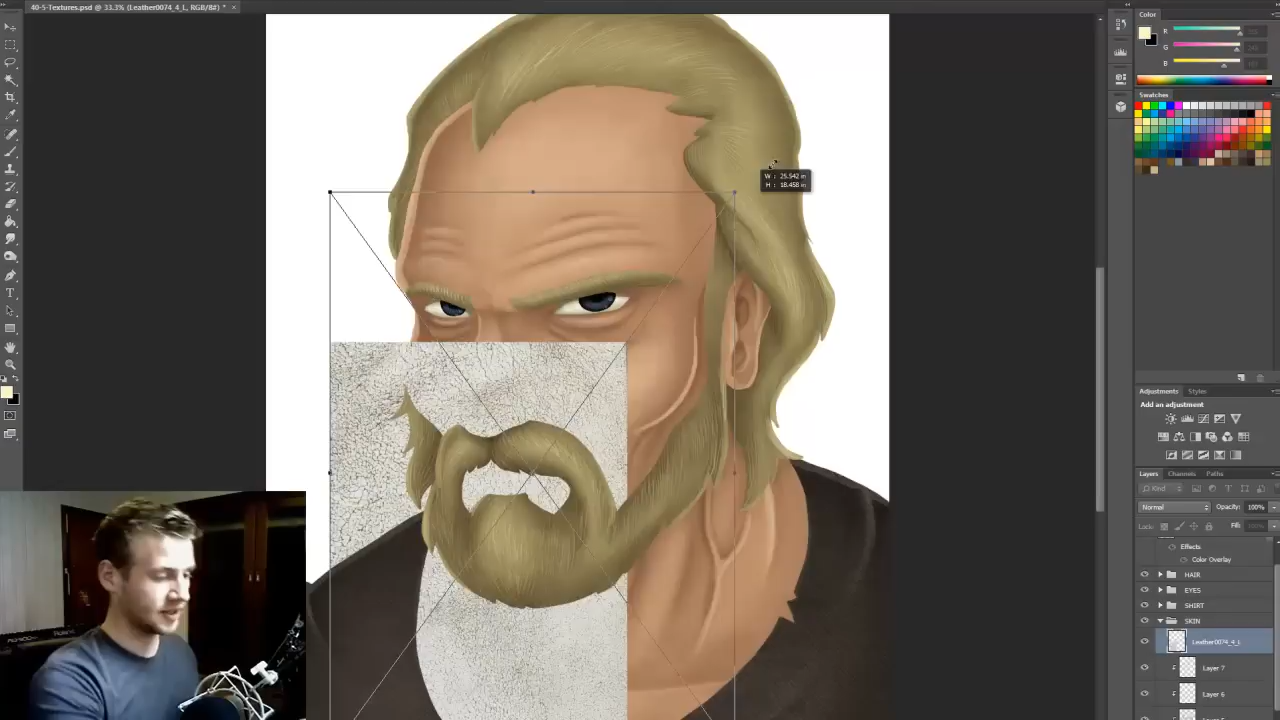 40-5-Textures.psd @ 33.3% (Leather0074_4_L, RGB/8#) * ×
Color
R
G
B
Swatches
W : 25.542 in
H : 18.458 in
Adjustments Styles
Add an adjustment
Layers Channels Paths
Kind
Normal Opacity: 100%
Lock: Fill:
Effects
Color Overlay
HAIR
EYES
SHIRT
SKIN
Leather0074_4_L
Layer 7
Layer 6